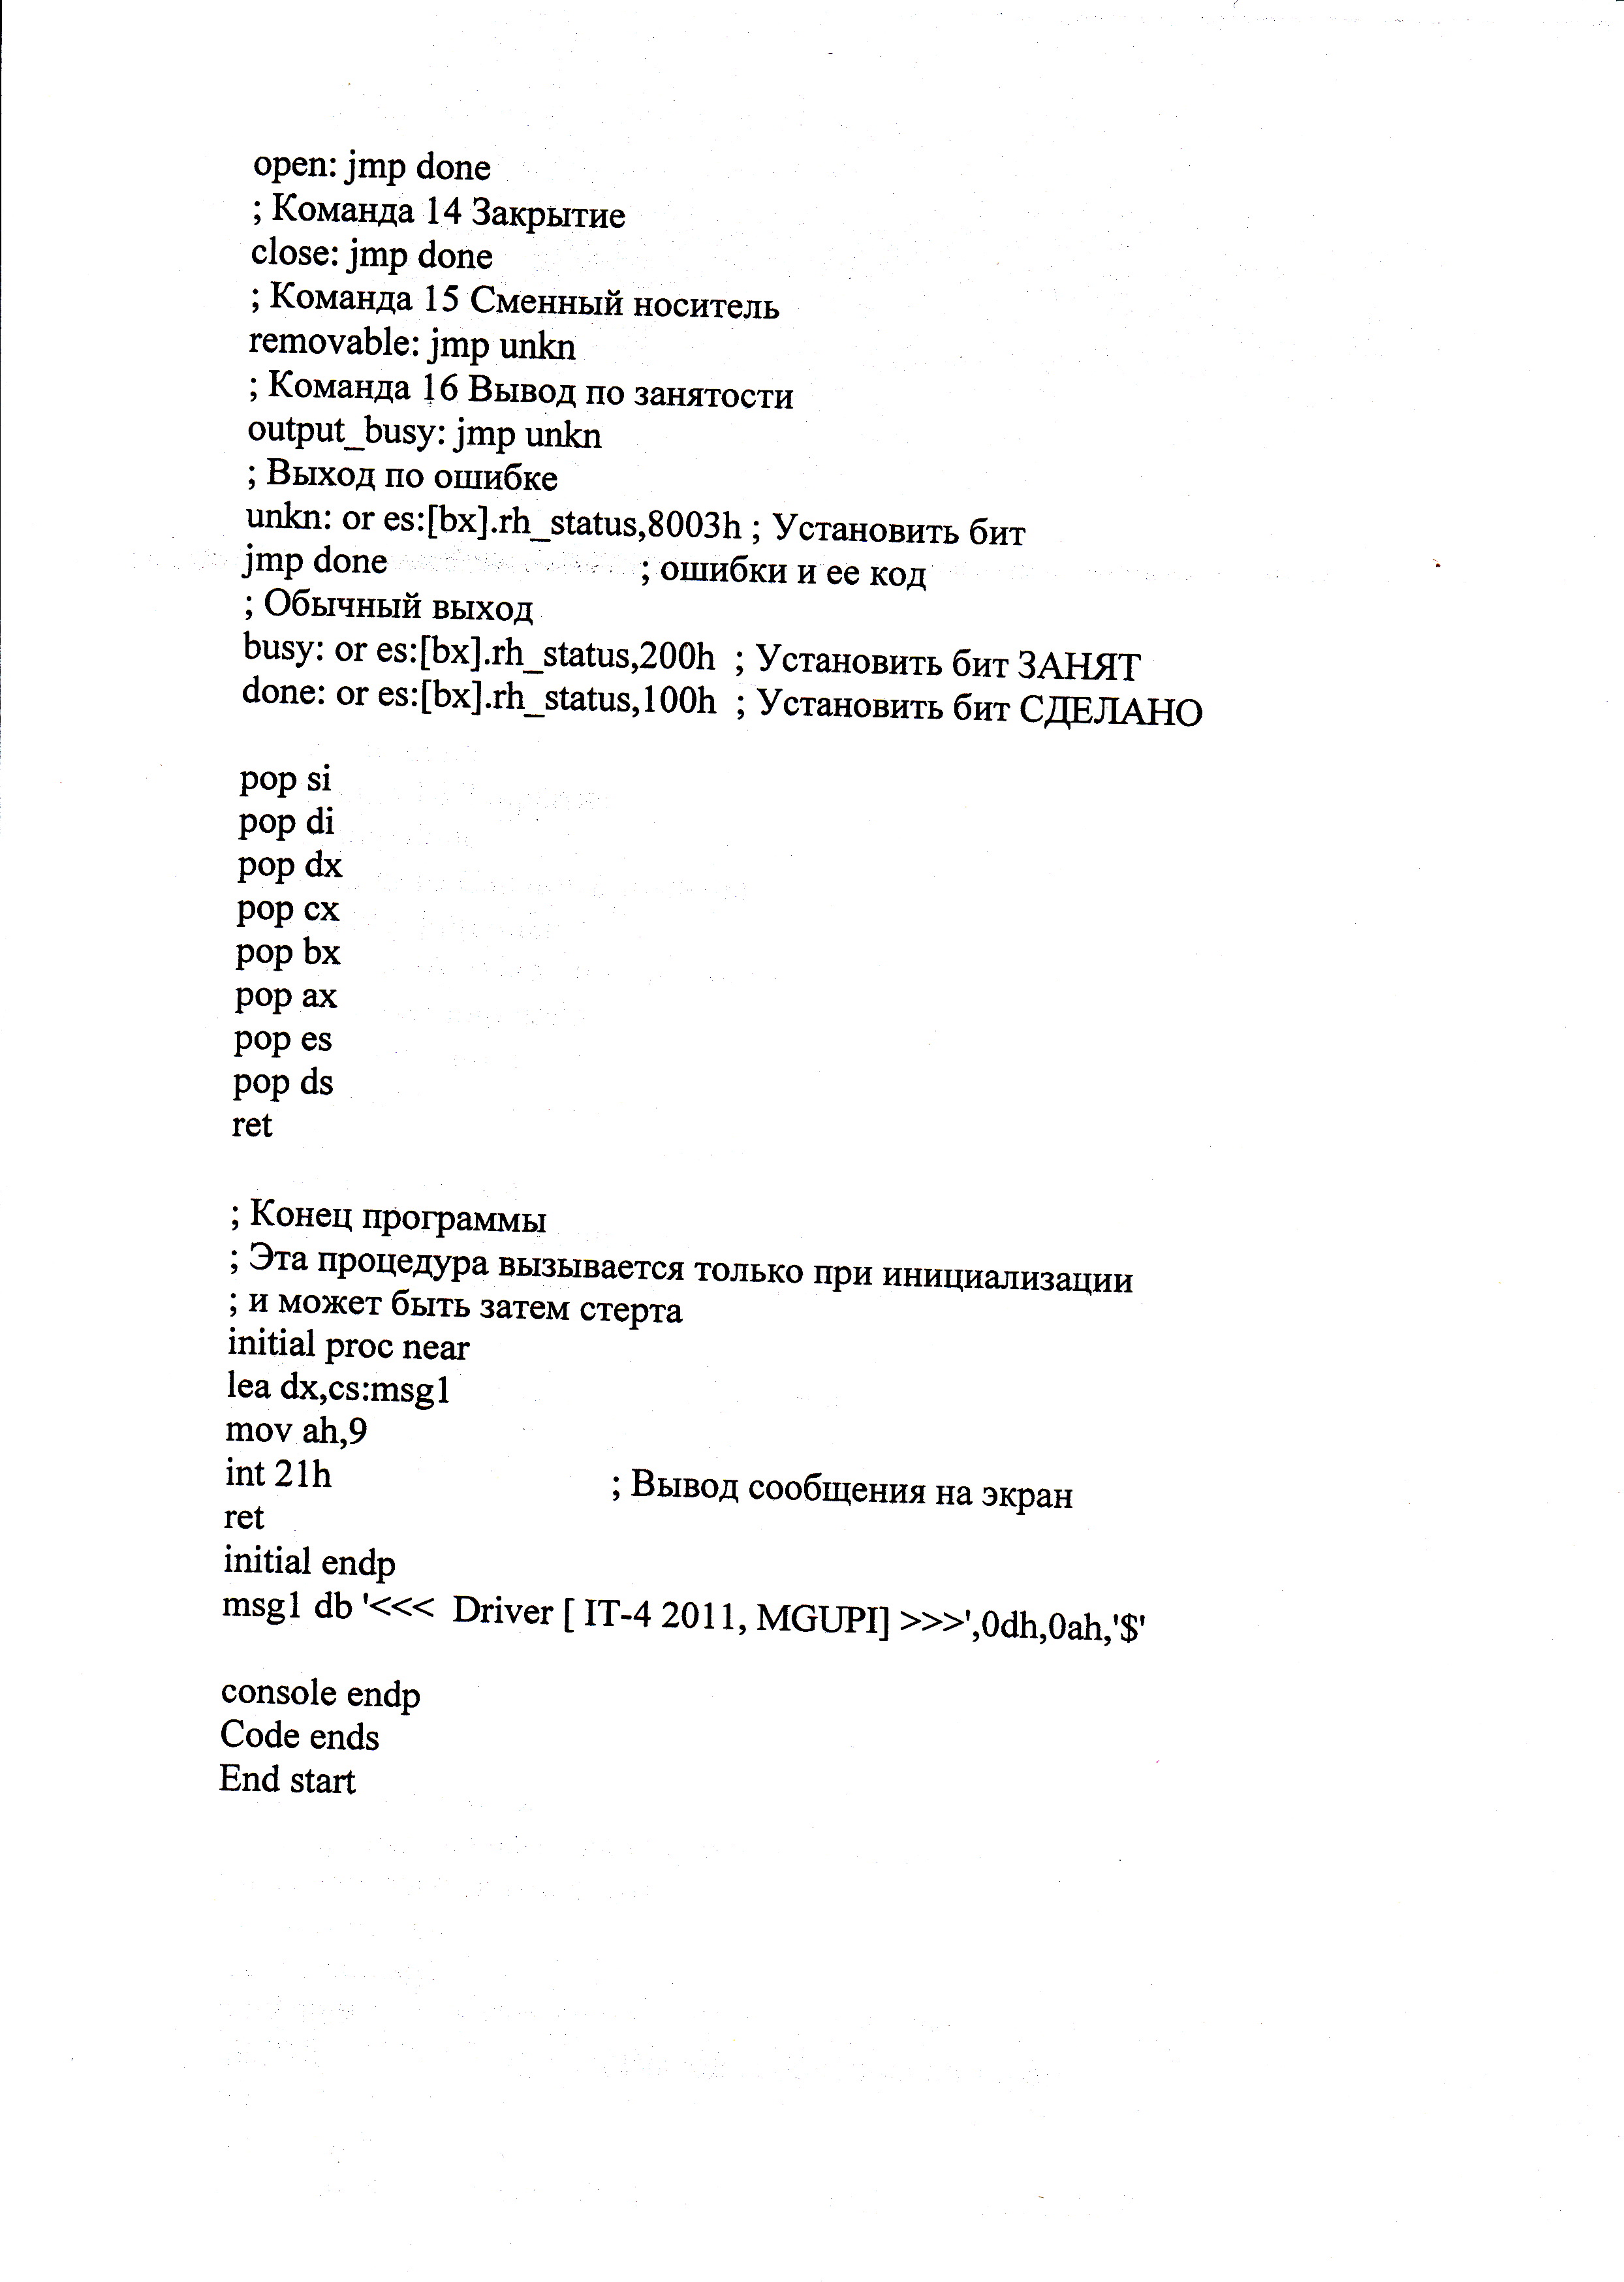 open: jmp done
; Команда 14 Закрытие
close: jmp done
; Команда 15 Сменный носитель
removable: jmp unkn
; Команда 16 Вывод по занятости
output_busy: jmp unkn
; Выход по ошибке
unkn: or es:[bx].rh_status,8003h ; Установить бит
jmp done ; ошибки и ее код
; Обычный выход
busy: or es:[bx].rh_status,200h ; Установить бит ЗАНЯТ
done: or es:[bx].rh_status,100h ; Установить бит СДЕЛАНО
pop si
pop di
pop dx
pop cx
pop bx
pop ax
pop es
pop ds
ret
; Конец программы
; Эта процедура вызывается только при инициализации
; и может быть затем стерта
initial proc near
lea dx,cs:msg1
mov ah,9
int 21h ; Вывод сообщения на экран
ret
initial endp
msg1 db '<<< Driver [ IT-4 2011, MGUPI] >>>',0dh,0ah,'$'
console endp
Code ends
End start